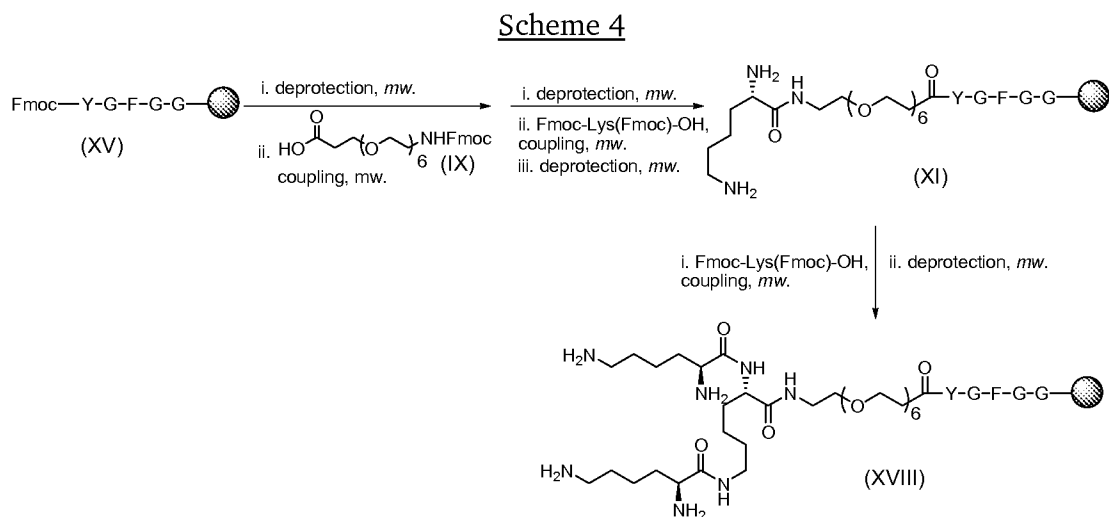 Scheme 4
Fmoc—Y-G-F-G-G
(XV)
i. deprotection, mw.
ii.
O
HO
O
6
NHFmoc
(IX)
coupling, mw.
i. deprotection, mw.
ii. Fmoc-Lys(Fmoc)-OH,
coupling, mw.
iii. deprotection, mw.
NH2
H
N
O
NH2
O
6
O
Y-G-F-G-G
(XI)
i. Fmoc-Lys(Fmoc)-OH,
coupling, mw.
ii. deprotection, mw.
H2N
O
H
N
NH2
H
N
O
O
6
O
Y-G-F-G-G
H2N
O
N
H
NH2
(XVIII)